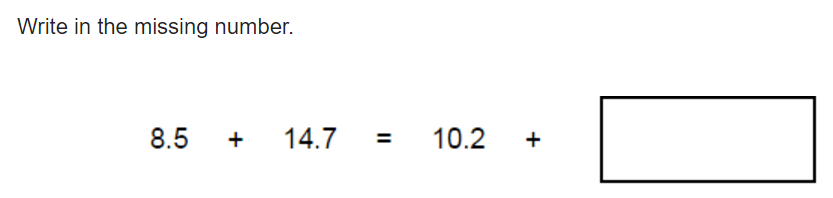 Write in the missing number.
8.5 + 14.7 = 10.2 +